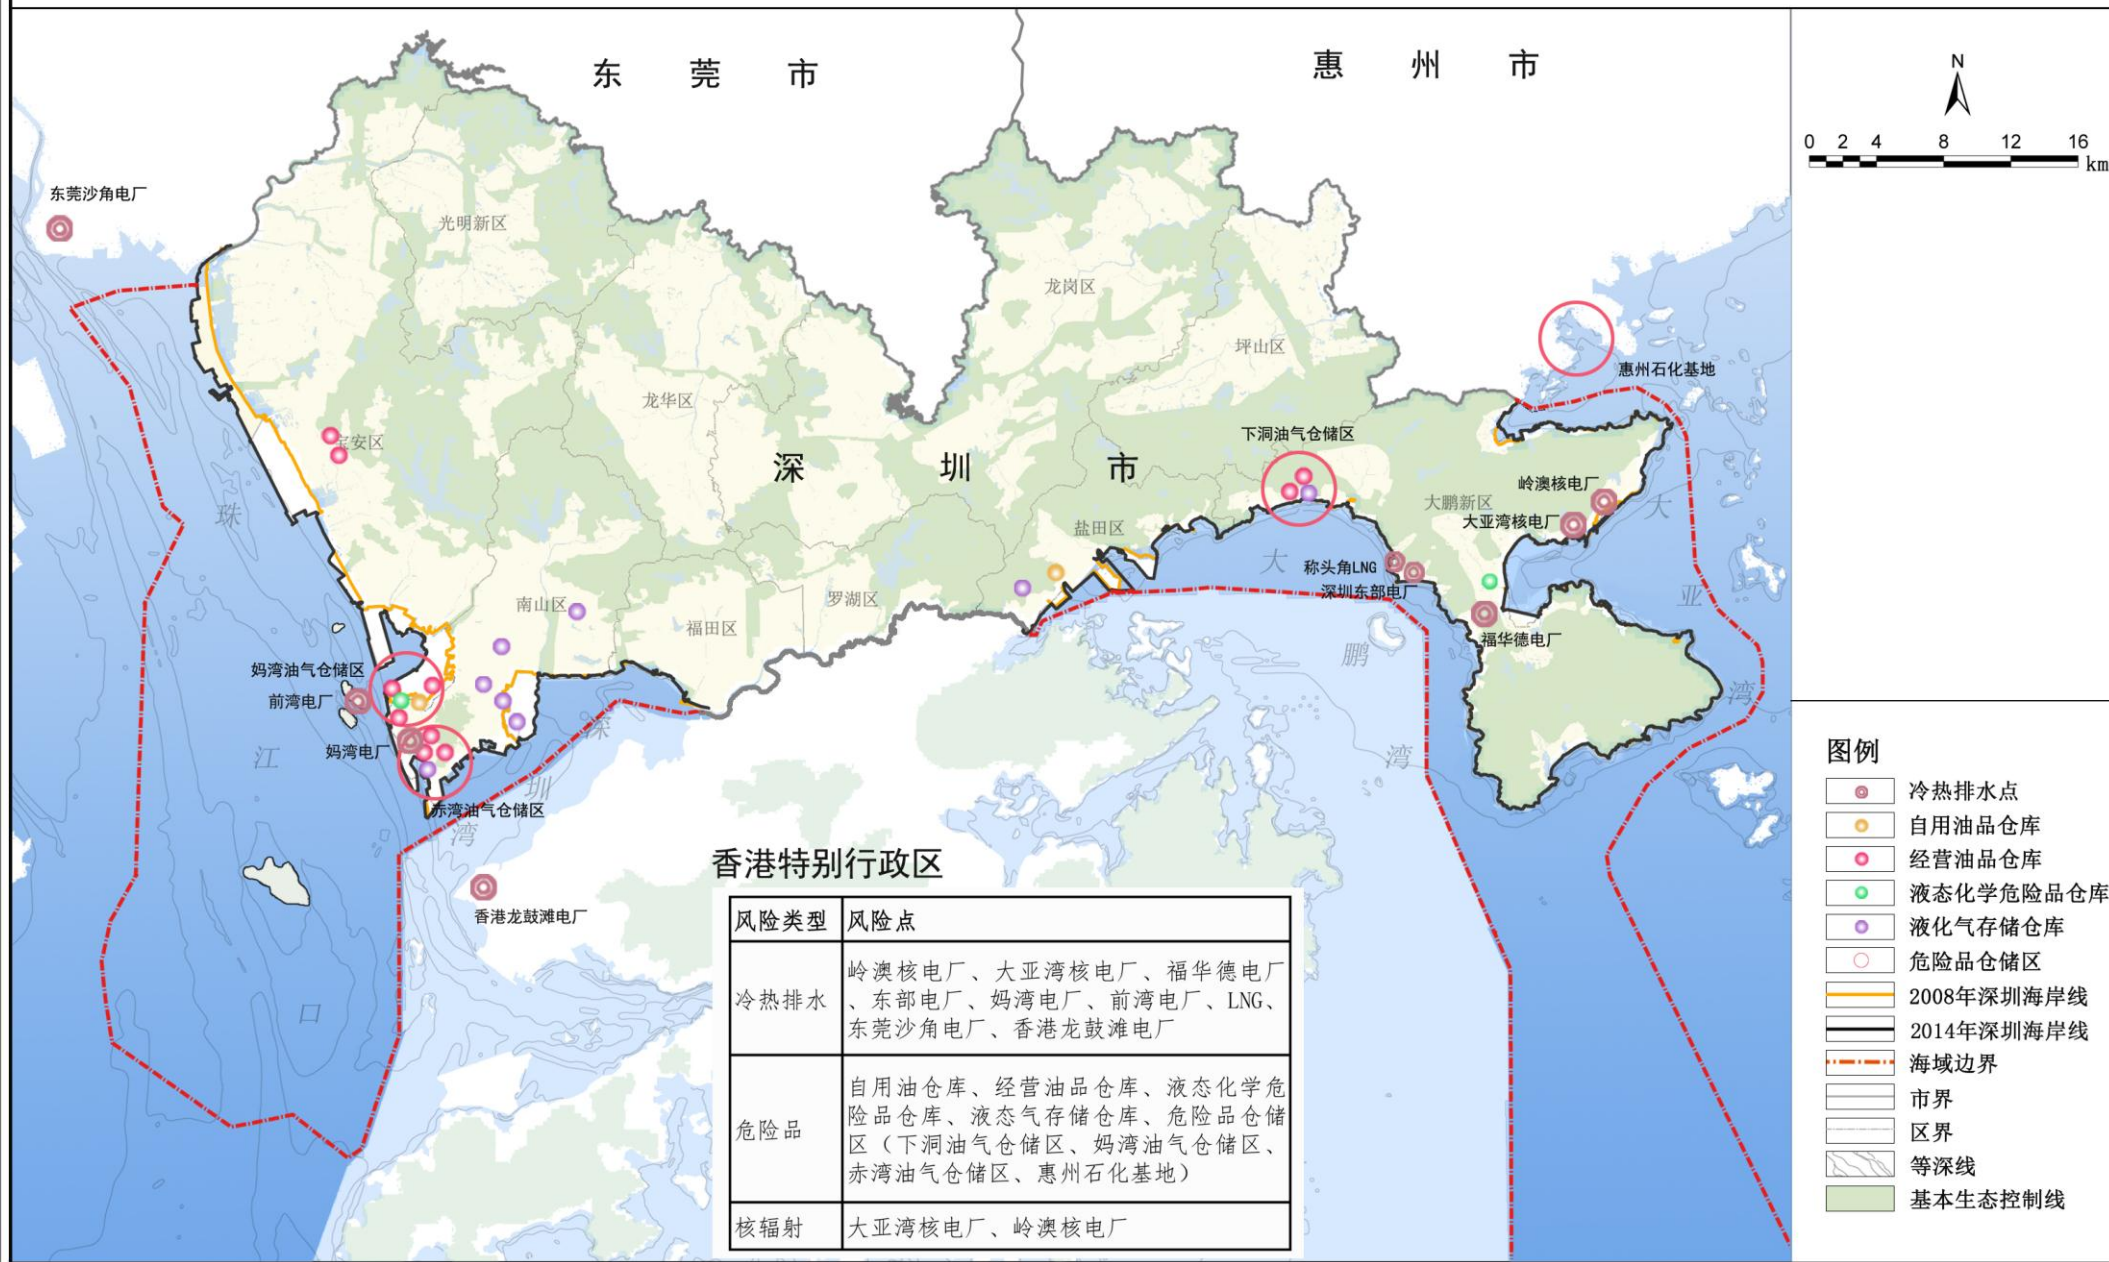 东 莞 市
惠 州 市
N
0 2 4 8 12 16
km
东莞沙角电厂
光明新区
龙岗区
坪山区
惠州石化基地
龙华区
宝安区
下洞油气仓储区
深 圳 市
岭澳核电厂
大鹏新区
大亚湾核电厂
盐田区
称头角LNG
深圳东部电厂
南山区
罗湖区
福田区
福华德电厂
妈湾油气仓储区
前湾电厂
妈湾电厂
赤湾油气仓储区
珠
江
口
深
圳
湾
大
鹏
湾
大
亚
湾
香港特别行政区
香港龙鼓滩电厂
风险类型 风险点
冷热排水
岭澳核电厂、大亚湾核电厂、福华德电厂
、东部电厂、妈湾电厂、前湾电厂、LNG、
东莞沙角电厂、香港龙鼓滩电厂
危险品
自用油仓库、经营油品仓库、液态化学危
险品仓库、液态气存储仓库、危险品仓储
区（下洞油气仓储区、妈湾油气仓储区、
赤湾油气仓储区、惠州石化基地）
核辐射 大亚湾核电厂、岭澳核电厂
图例
冷热排水点
自用油品仓库
经营油品仓库
液态化学危险品仓库
液化气存储仓库
危险品仓储区
2008年深圳海岸线
2014年深圳海岸线
海域边界
市界
区界
等深线
基本生态控制线